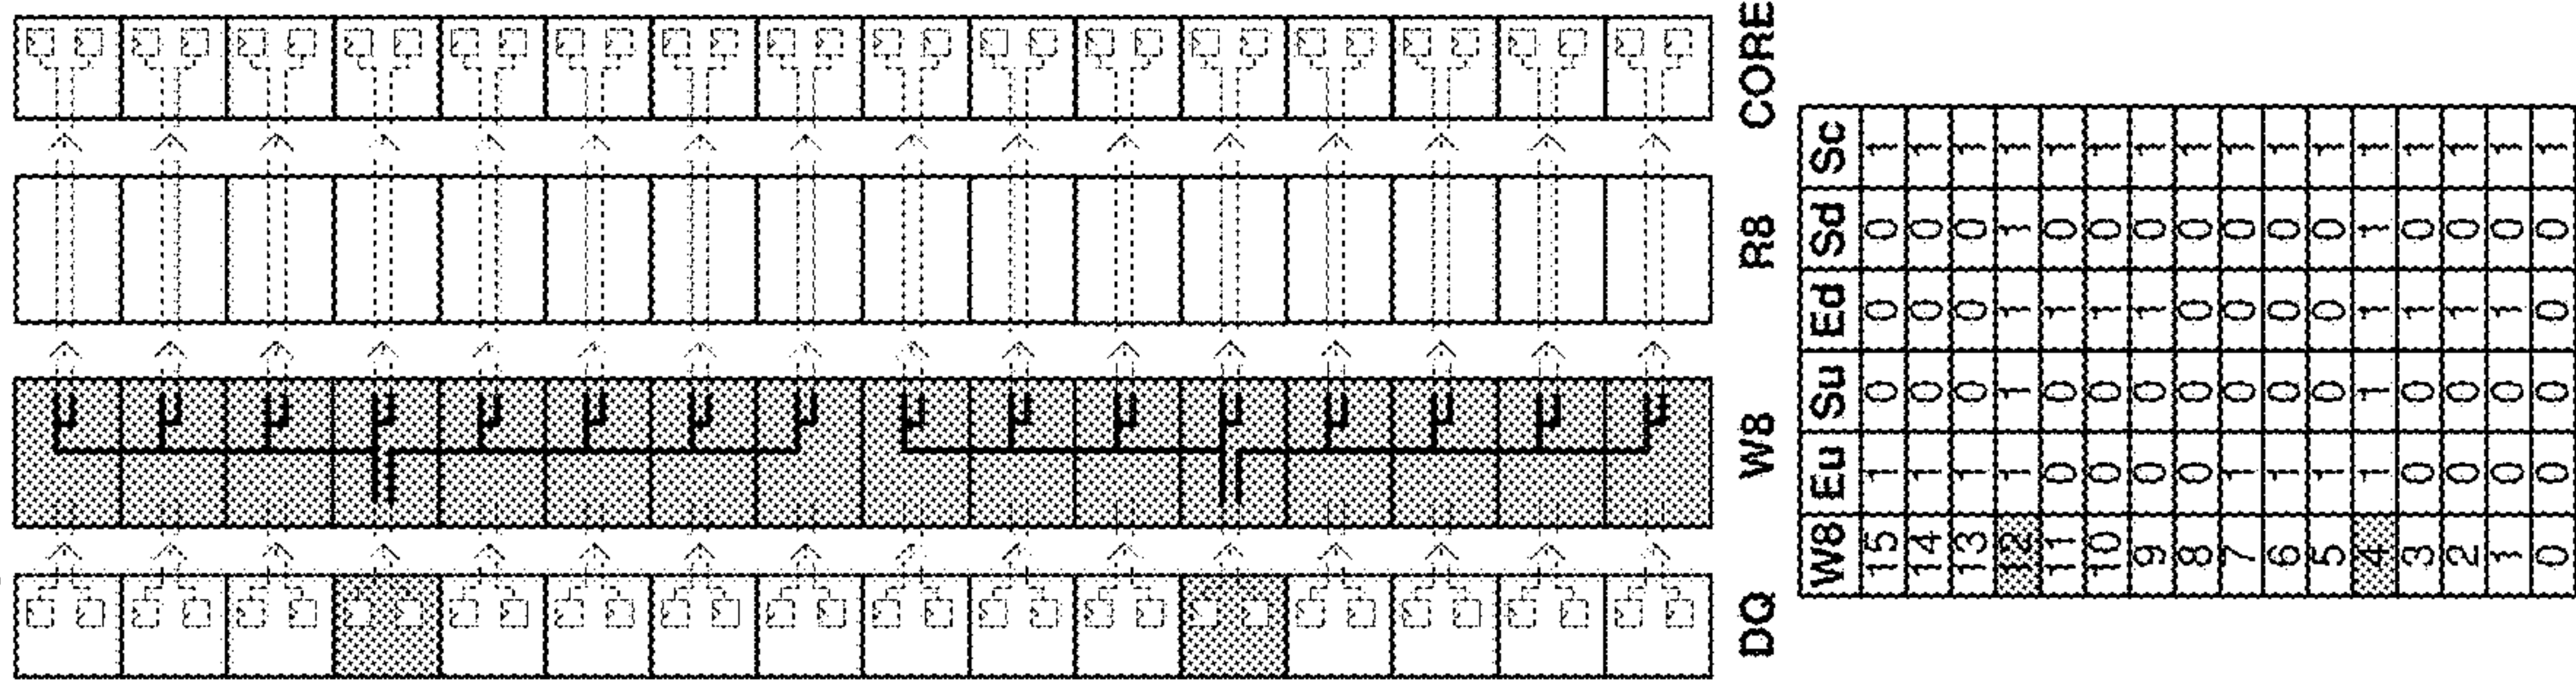 DQ W8 R8 CORE
W8 Eu Su Ed Sd Sc
15 1 0 0 0 1
14 1 0 0 0 1
13 1 0 0 0 1
12 1 1 1 1 1
11 0 0 1 0 1
10 0 0 1 0 1
9 0 0 1 0 1
8 0 0 0 0 1
7 1 0 0 0 1
6 1 0 0 0 1
5 1 0 0 0 1
4 1 1 1 1 1
3 0 0 1 0 1
2 0 0 1 0 1
1 0 0 1 0 1
0 0 0 0 0 1